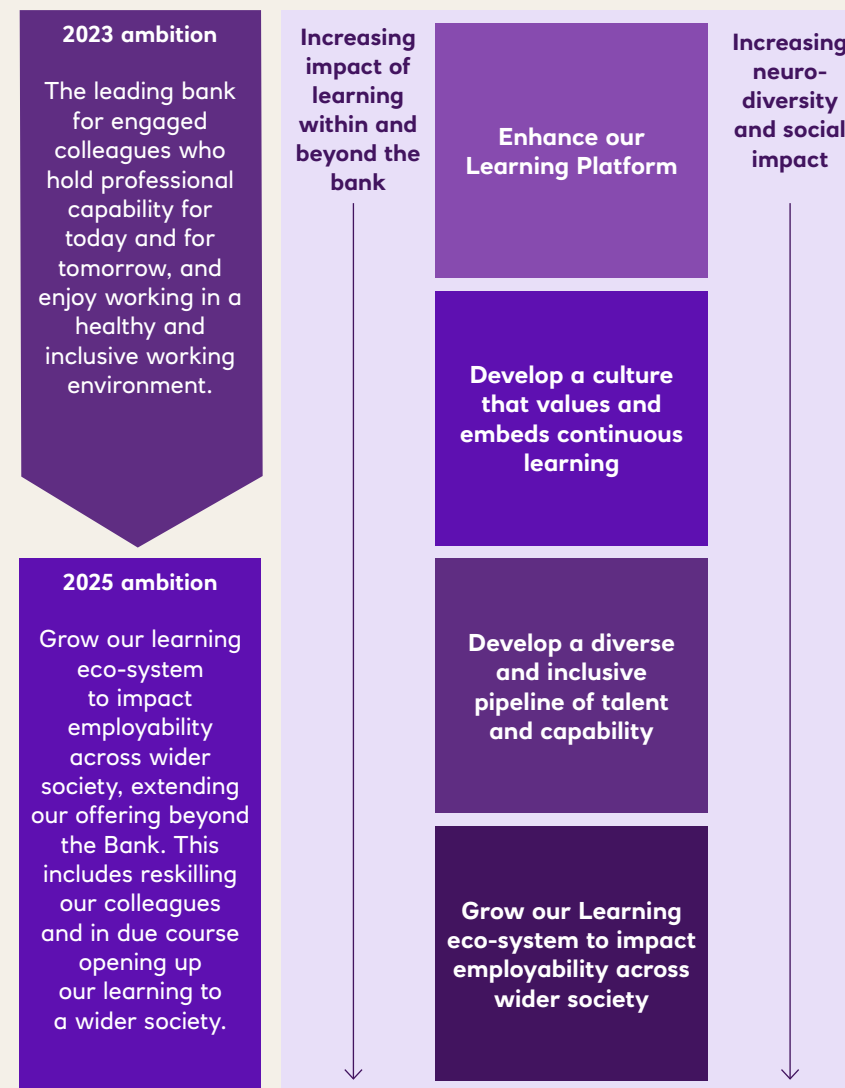 2023 ambition
The leading bank
for engaged
colleagues who
hold professional
capability for
today and for
tomorrow, and
enjoy working in a
healthy and
inclusive working
environment.
2025 ambition
Grow our learning
eco-system
to impact
employability
across wider
society, extending
our offering beyond
the Bank. This
includes reskilling
our colleagues
and in due course
opening up
our learning to
a wider society.
Increasing
impact of
learning
within and
beyond the
bank
Enhance our
Learning Platform
Develop a culture
that values and
embeds continuous
learning
Develop a diverse
and inclusive
pipeline of talent
and capability
Grow our Learning
eco-system to impact
employability across
wider society
Increasing
neuro-
diversity
and social
impact